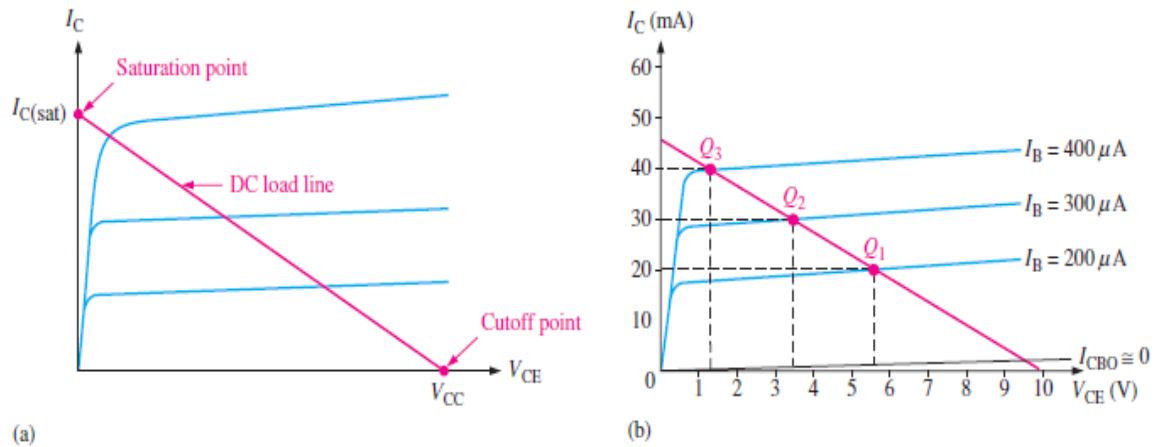 I_C
Saturation point
I_C(sat)
DC load line
Cutoff point
V_CC
V_CE
(a)
I_C (mA)
60
50
40
30
20
10
0
Q_3
Q_2
Q_1
I_B = 400 μA
I_B = 300 μA
I_B = 200 μA
I_CBO ≅ 0
1 2 3 4 5 6 7 8 9 10 V_CE (V)
(b)